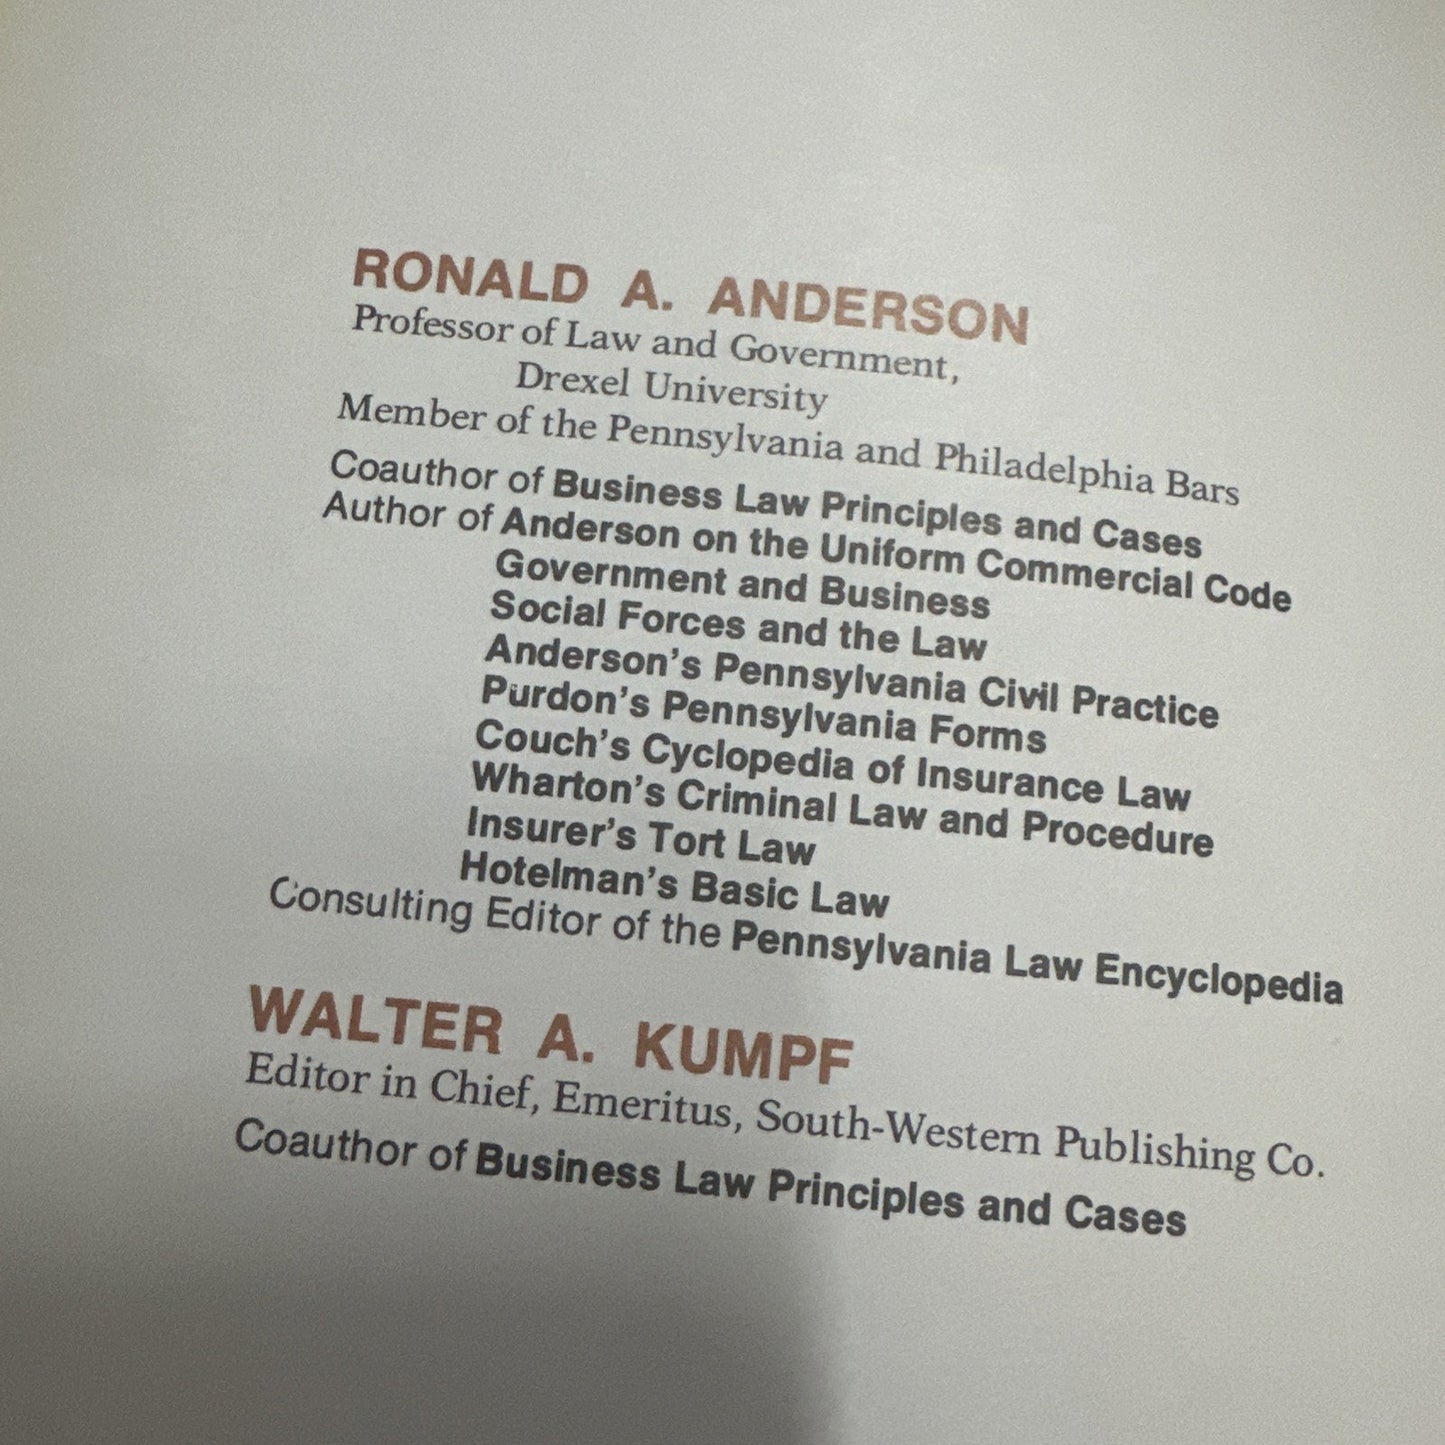 RONALD A. ANDERSON
Professor of Law and Government,
Drexel University
Member of the Pennsylvania and Philadelphia Bars
Coauthor of Business Law Principles and Cases
Author of Anderson on the Uniform Commercial Code
Government and Business
Social Forces and the Law
Anderson's Pennsylvania Civil Practice
Purdon's Pennsylvania Forms
Couch's Cyclopedia of Insurance Law
Wharton's Criminal Law and Procedure
Insurer's Tort Law
Hotelman's Basic Law
Consulting Editor of the Pennsylvania Law Encyclopedia
WALTER A. KUMPF
Editor in Chief, Emeritus, South-Western Publishing Co.
Coauthor of Business Law Principles and Cases